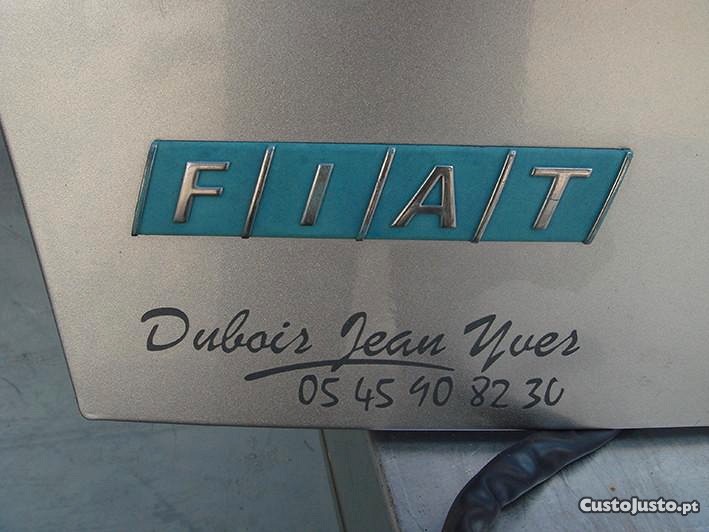 FIAT
Dubois Jean Yves
05 45 90 82 30
CustoJusto.pt